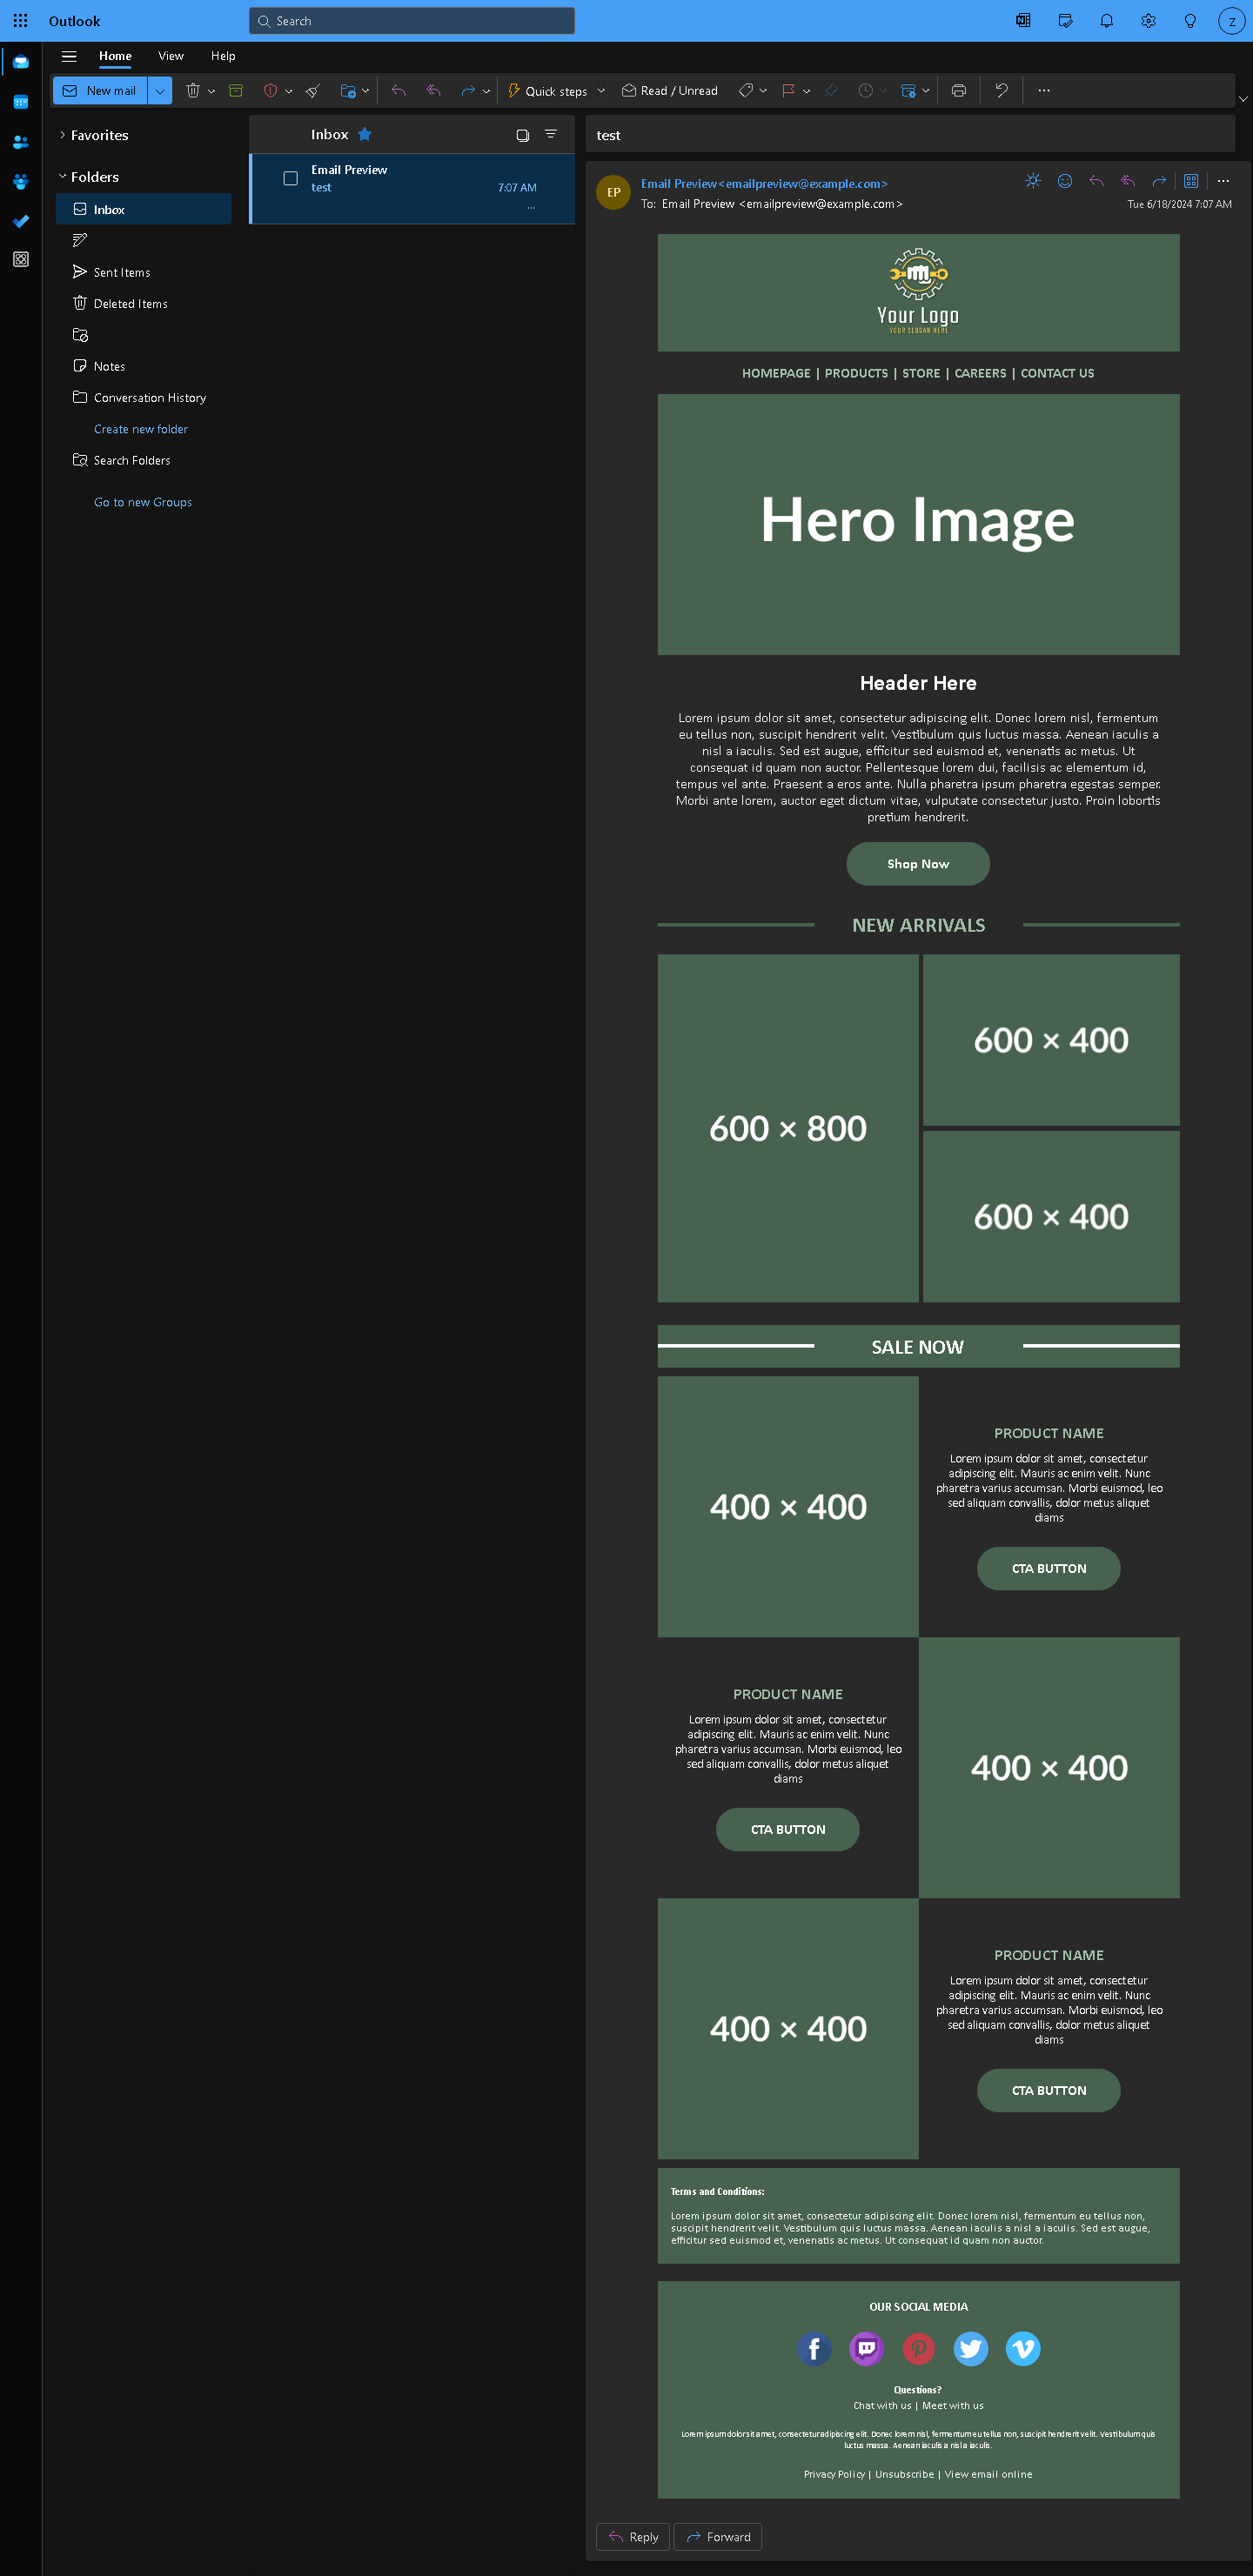 Outlook
Search
Z
Home View Help
New mail
Quick steps
Read / Unread
Favorites
Folders
Inbox
Sent Items
Deleted Items
Notes
Conversation History
Create new folder
Search Folders
Go to new Groups
Inbox
Email Preview
test 7:07 AM
...
test
EP
Email Preview<emailpreview@example.com>
To: Email Preview <emailpreview@example.com>
Tue 6/18/2024 7:07 AM
Your Logo
YOUR SLOGAN HERE
HOMEPAGE | PRODUCTS | STORE | CAREERS | CONTACT US
Hero Image
Header Here
Lorem ipsum dolor sit amet, consectetur adipiscing elit. Donec lorem nisl, fermentum
eu tellus non, suscipit hendrerit velit. Vestibulum quis luctus massa. Aenean iaculis a
nisl a iaculis. Sed est augue, efficitur sed euismod et, venenatis ac metus. Ut
consequat id quam non auctor. Pellentesque lorem dui, facilisis ac elementum id,
tempus vel ante. Praesent a eros ante. Nulla pharetra ipsum pharetra egestas semper.
Morbi ante lorem, auctor eget dictum vitae, vulputate consectetur justo. Proin lobortis
pretium hendrerit.
Shop Now
NEW ARRIVALS
600 × 800
600 × 400
600 × 400
SALE NOW
400 × 400
PRODUCT NAME
Lorem ipsum dolor sit amet, consectetur
adipiscing elit. Mauris ac enim velit. Nunc
pharetra varius accumsan. Morbi euismod, leo
sed aliquam convallis, dolor metus aliquet
diams
CTA BUTTON
PRODUCT NAME
Lorem ipsum dolor sit amet, consectetur
adipiscing elit. Mauris ac enim velit. Nunc
pharetra varius accumsan. Morbi euismod, leo
sed aliquam convallis, dolor metus aliquet
diams
CTA BUTTON
400 × 400
400 × 400
PRODUCT NAME
Lorem ipsum dolor sit amet, consectetur
adipiscing elit. Mauris ac enim velit. Nunc
pharetra varius accumsan. Morbi euismod, leo
sed aliquam convallis, dolor metus aliquet
diams
CTA BUTTON
Terms and Conditions:
Lorem ipsum dolor sit amet, consectetur adipiscing elit. Donec lorem nisl, fermentum eu tellus non,
suscipit hendrerit velit. Vestibulum quis luctus massa. Aenean iaculis a nisl a iaculis. Sed est augue,
efficitur sed euismod et, venenatis ac metus. Ut consequat id quam non auctor.
OUR SOCIAL MEDIA
Questions?
Chat with us | Meet with us
Lorem ipsum dolor sit amet, consectetur adipiscing elit. Donec lorem nisl, fermentum eu tellus non, suscipit hendrerit velit. Vestibulum quis
luctus massa. Aenean iaculis a nisl a iaculis.
Privacy Policy | Unsubscribe | View email online
Reply Forward